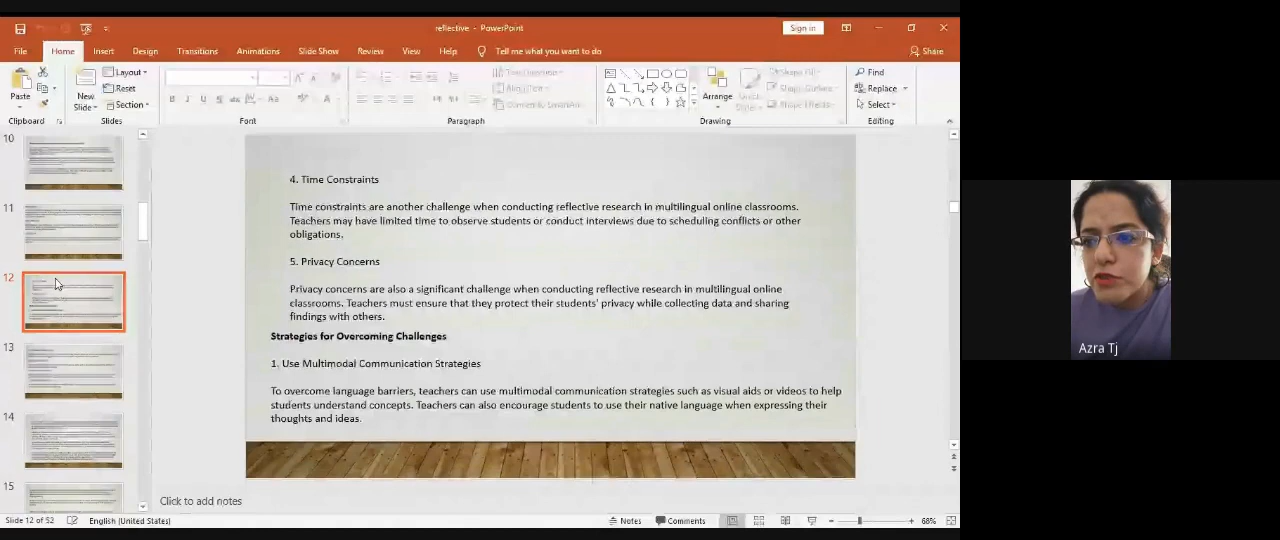 reflective - PowerPoint
Sign in
File Home Insert Design Transitions Animations Slide Show Review View Help Tell me what you want to do Share
Paste
New
Slide
Layout
Reset
Section
Arrange
Quick
Styles
Shape Fill
Shape Outline
Shape Effects
Find
Replace
Select
Clipboard Slides Font Paragraph Drawing Editing
10
11
12
13
14
15
4. Time Constraints
Time constraints are another challenge when conducting reflective research in multilingual online classrooms.
Teachers may have limited time to observe students or conduct interviews due to scheduling conflicts or other
obligations.
5. Privacy Concerns
Privacy concerns are also a significant challenge when conducting reflective research in multilingual online
classrooms. Teachers must ensure that they protect their students' privacy while collecting data and sharing
findings with others.
Strategies for Overcoming Challenges
1. Use Multimodal Communication Strategies
To overcome language barriers, teachers can use multimodal communication strategies such as visual aids or videos to help
students understand concepts. Teachers can also encourage students to use their native language when expressing their
thoughts and ideas.
Click to add notes
Slide 12 of 52 English (United States) Notes Comments 68%
Azra Tj